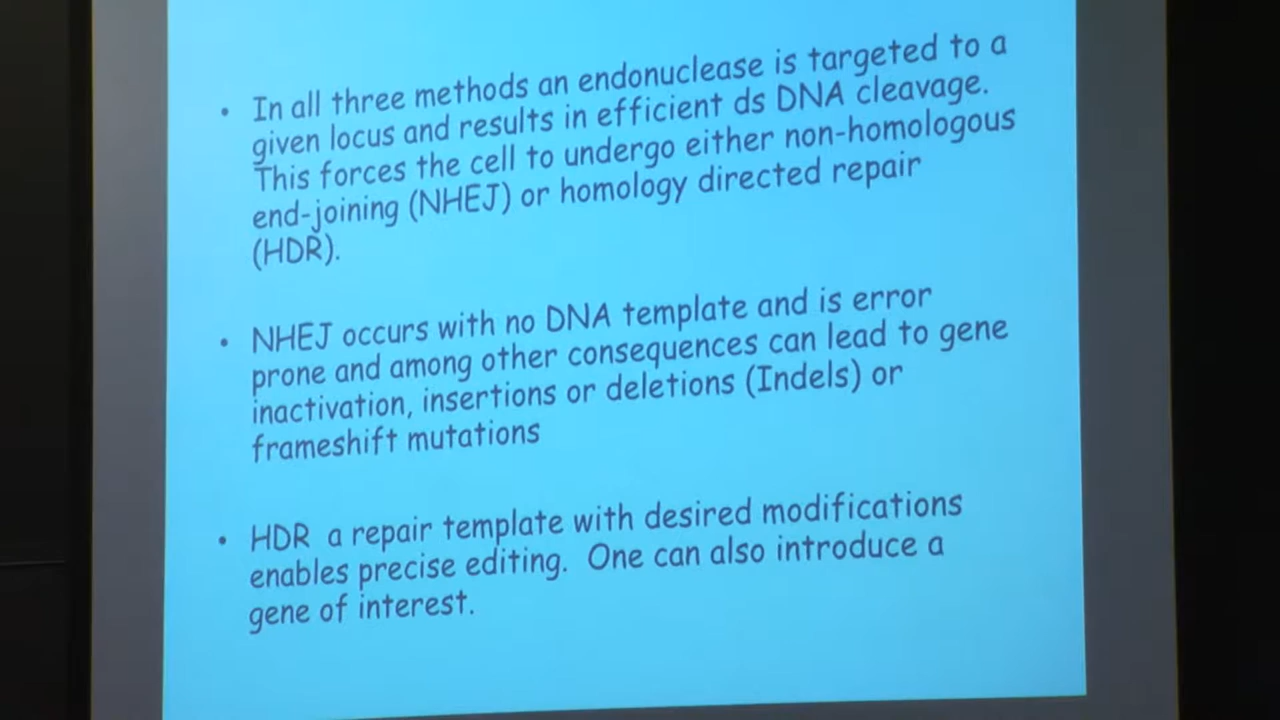 • In all three methods an endonuclease is targeted to a
given locus and results in efficient ds DNA cleavage.
This forces the cell to undergo either non-homologous
end-joining (NHEJ) or homology directed repair
(HDR).
• NHEJ occurs with no DNA template and is error
prone and among other consequences can lead to gene
inactivation, insertions or deletions (Indels) or
frameshift mutations
• HDR a repair template with desired modifications
enables precise editing. One can also introduce a
gene of interest.